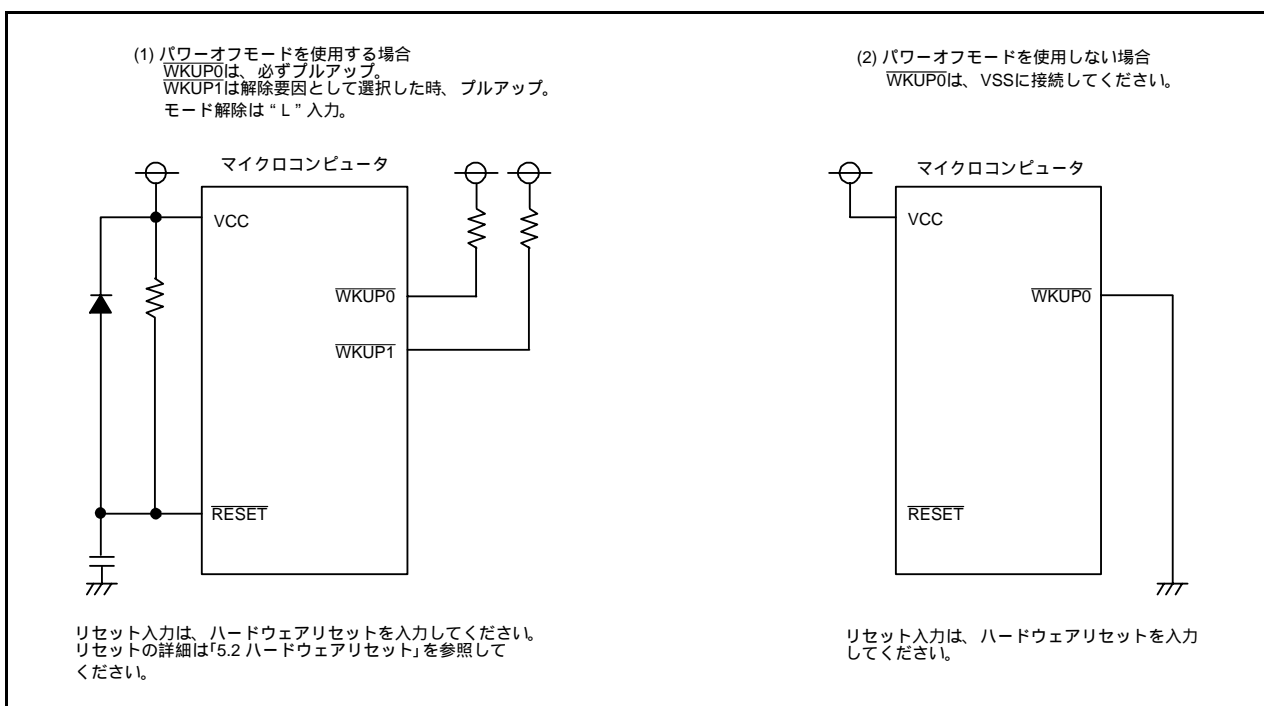 (1) パワーオフモードを使用する場合
WKUP0は、必ずプルアップ。
WKUP1は解除要因として選択した時、プルアップ。
モード解除は“L”入力。
マイクロコンピュータ
VCC
WKUP0
WKUP1
RESET
リセット入力は、ハードウェアリセットを入力してください。
リセットの詳細は「5.2 ハードウェアリセット」を参照して
ください。
(2) パワーオフモードを使用しない場合
WKUP0は、VSSに接続してください。
マイクロコンピュータ
VCC
WKUP0
RESET
リセット入力は、ハードウェアリセットを入力
してください。